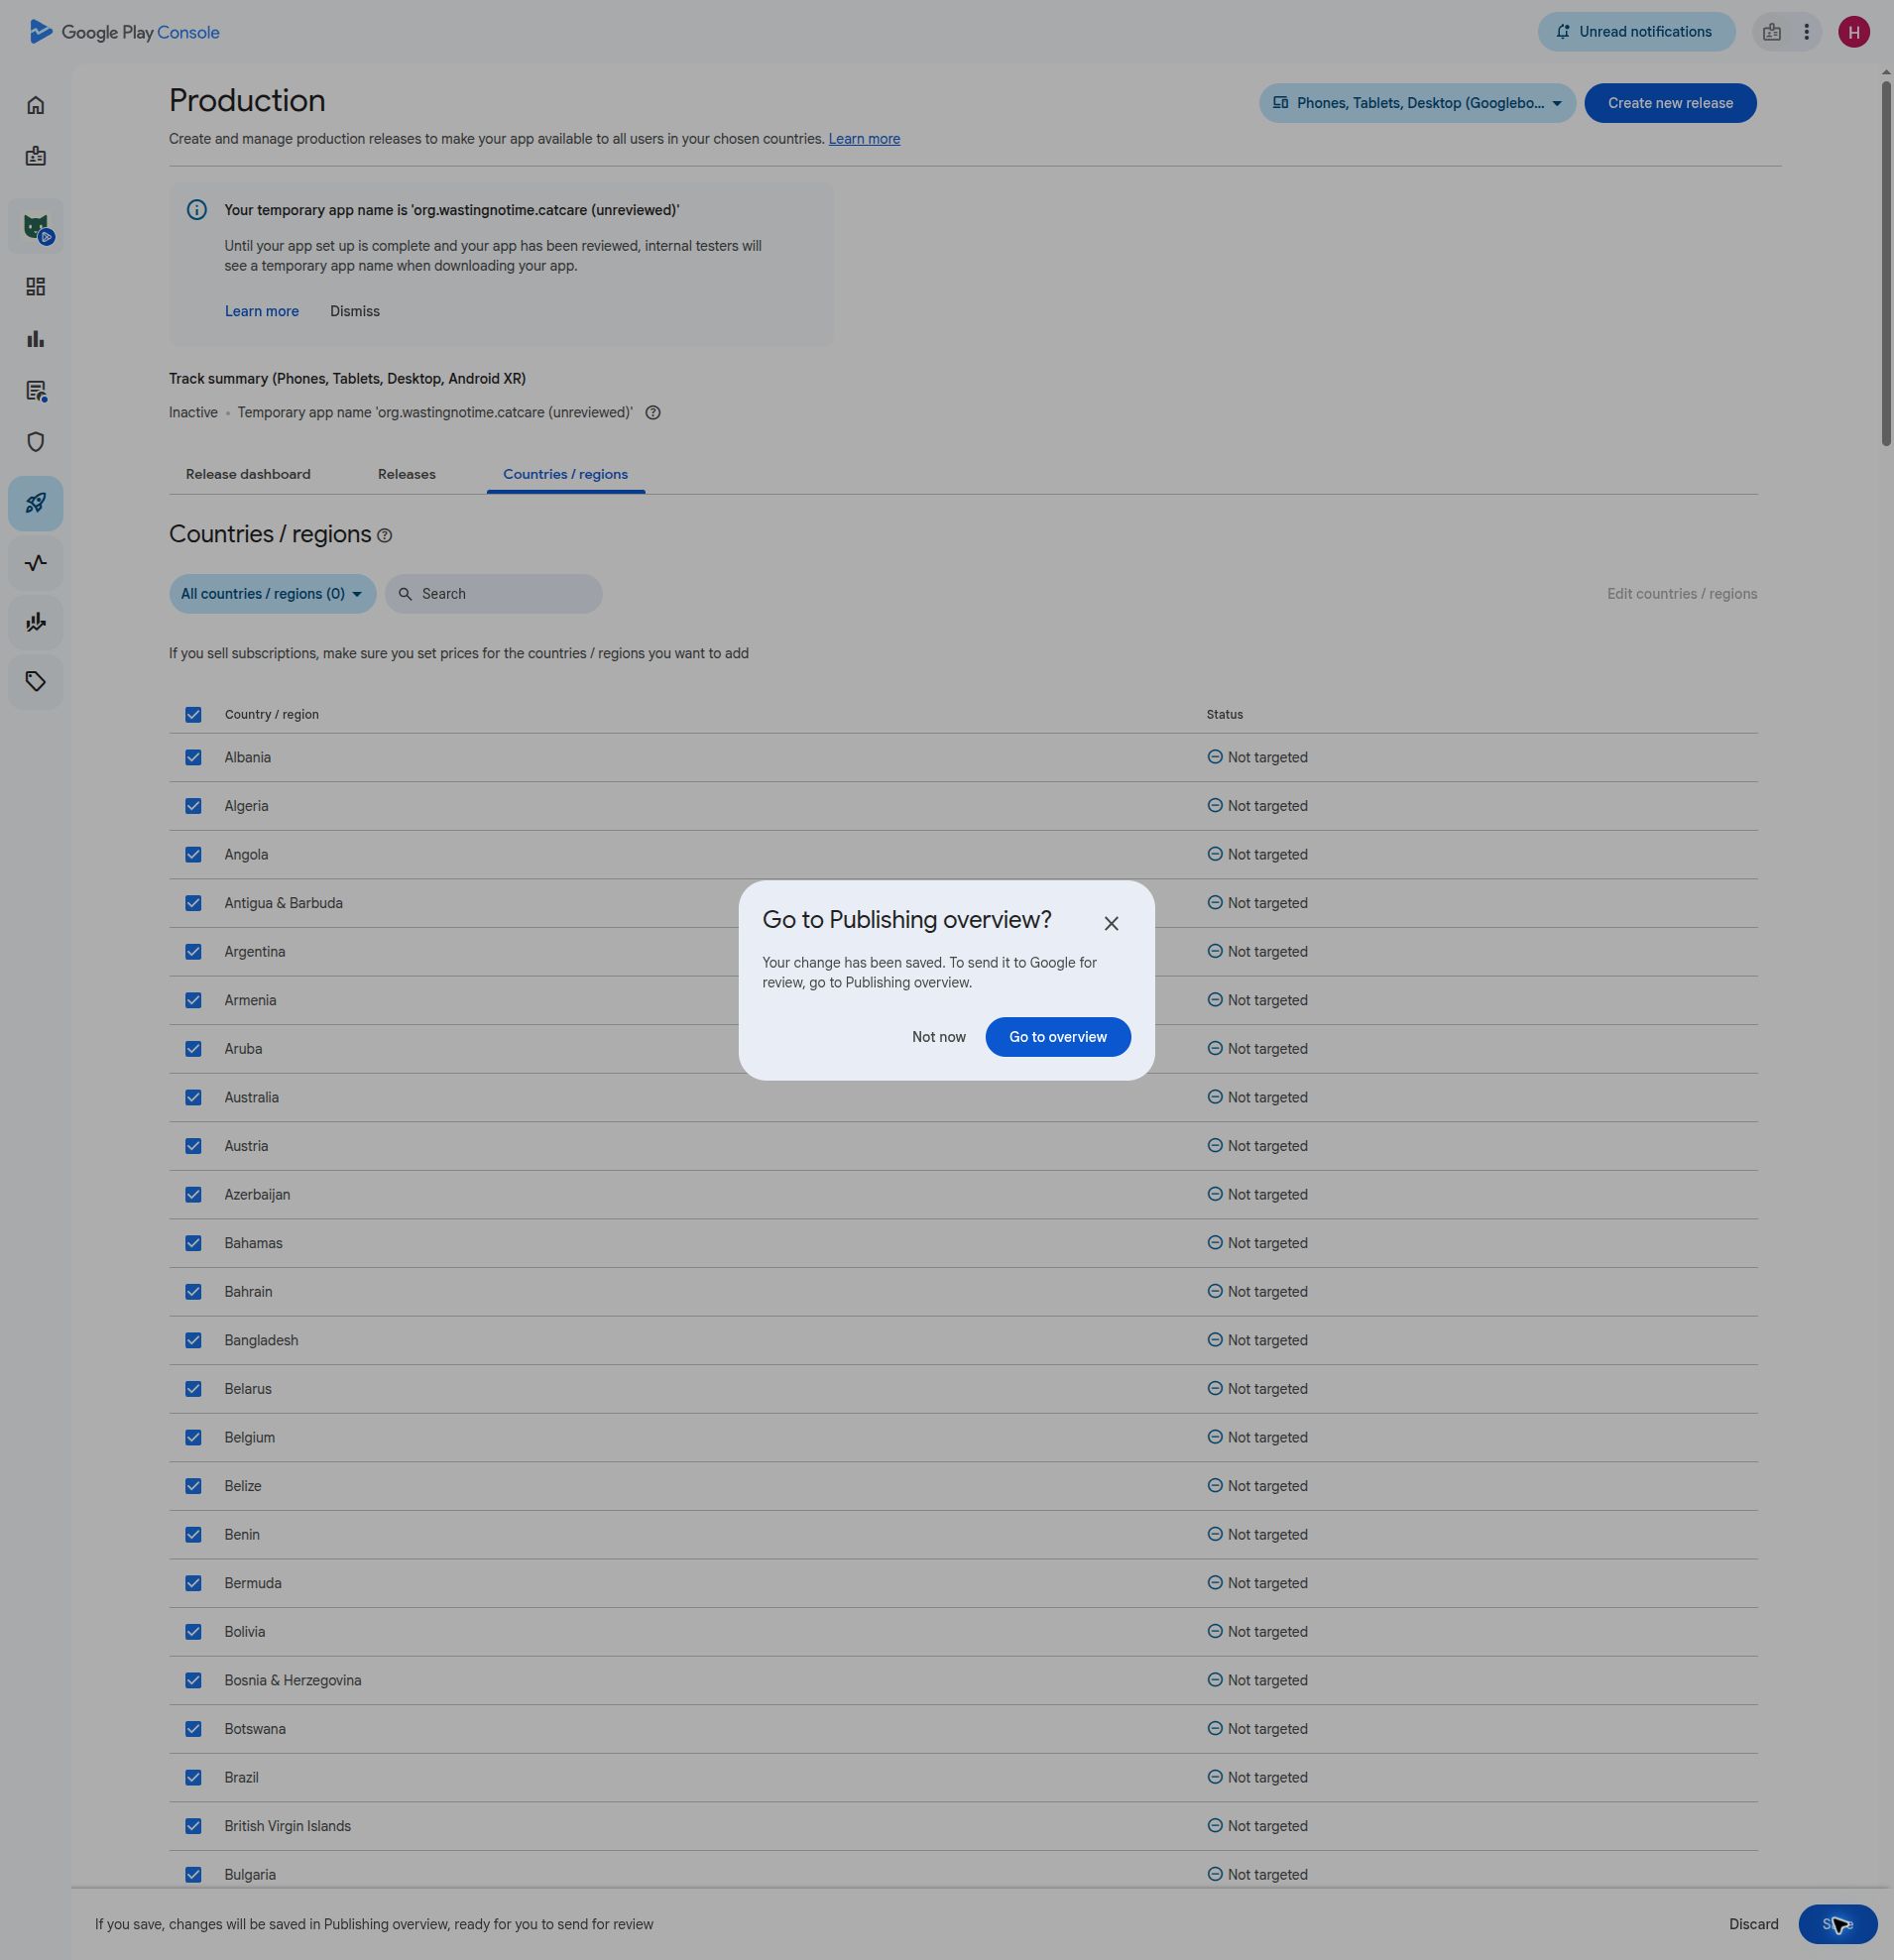 Google Play Console
Unread notifications
H
Production
Phones, Tablets, Desktop (Googlebo...
Create new release
Create and manage production releases to make your app available to all users in your chosen countries. Learn more
Your temporary app name is 'org.wastingnotime.catcare (unreviewed)'
Until your app set up is complete and your app has been reviewed, internal testers will
see a temporary app name when downloading your app.
Learn more Dismiss
Track summary (Phones, Tablets, Desktop, Android XR)
Inactive • Temporary app name 'org.wastingnotime.catcare (unreviewed)'
Release dashboard Releases Countries / regions
Countries / regions
All countries / regions (0) Search Edit countries / regions
If you sell subscriptions, make sure you set prices for the countries / regions you want to add
Country / region Status
Albania Not targeted
Algeria Not targeted
Angola Not targeted
Antigua & Barbuda Not targeted
Argentina Not targeted
Armenia Not targeted
Aruba Not targeted
Australia Not targeted
Austria Not targeted
Azerbaijan Not targeted
Bahamas Not targeted
Bahrain Not targeted
Bangladesh Not targeted
Belarus Not targeted
Belgium Not targeted
Belize Not targeted
Benin Not targeted
Bermuda Not targeted
Bolivia Not targeted
Bosnia & Herzegovina Not targeted
Botswana Not targeted
Brazil Not targeted
British Virgin Islands Not targeted
Bulgaria Not targeted
Go to Publishing overview?
Your change has been saved. To send it to Google for
review, go to Publishing overview.
Not now Go to overview
If you save, changes will be saved in Publishing overview, ready for you to send for review
Discard